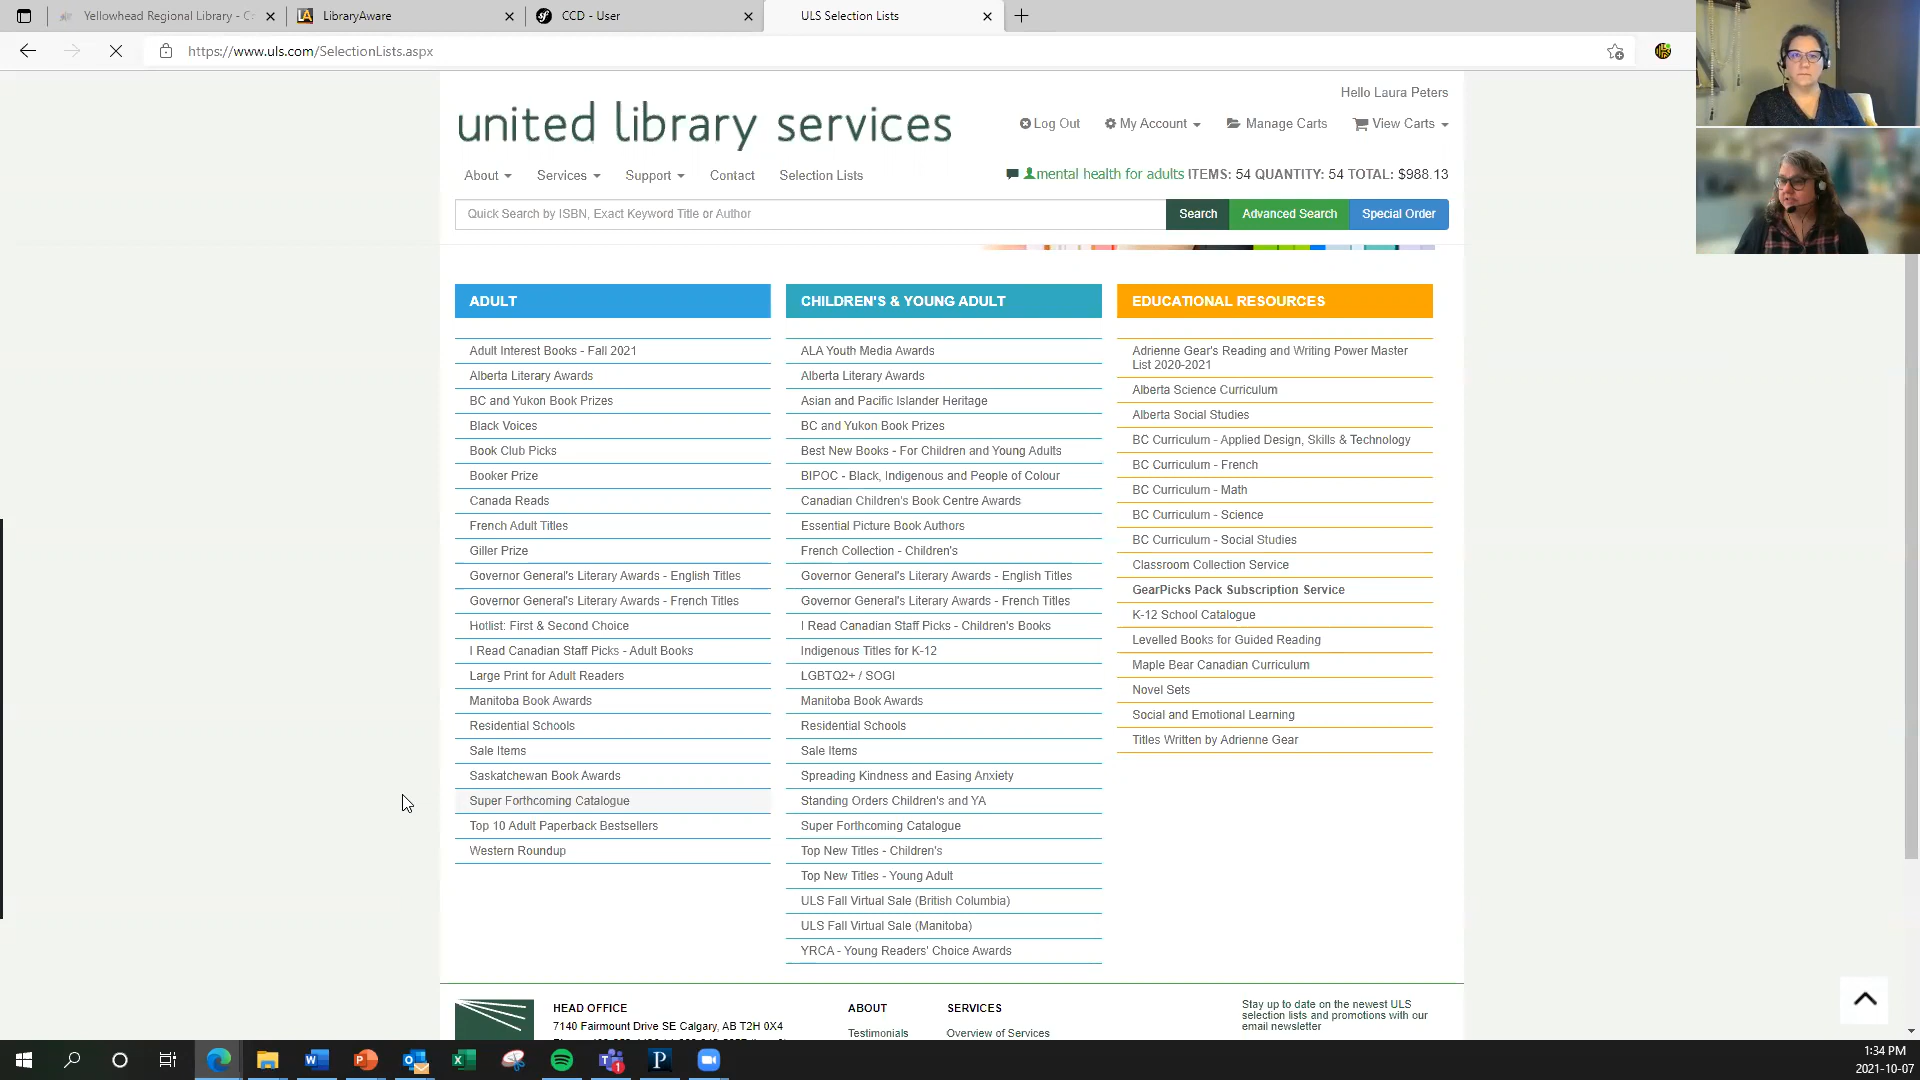 Yellowhead Regional Library - C
LibraryAware
CCD - User
ULS Selection Lists
https://www.uls.com/SelectionLists.aspx
Hello Laura Peters
united library services
Log Out
My Account
Manage Carts
View Carts
About
Services
Support
Contact
Selection Lists
mental health for adults ITEMS: 54 QUANTITY: 54 TOTAL: $988.13
Quick Search by ISBN, Exact Keyword Title or Author
Search
Advanced Search
Special Order
ADULT
Adult Interest Books - Fall 2021
Alberta Literary Awards
BC and Yukon Book Prizes
Black Voices
Book Club Picks
Booker Prize
Canada Reads
French Adult Titles
Giller Prize
Governor General's Literary Awards - English Titles
Governor General's Literary Awards - French Titles
Hotlist: First & Second Choice
I Read Canadian Staff Picks - Adult Books
Large Print for Adult Readers
Manitoba Book Awards
Residential Schools
Sale Items
Saskatchewan Book Awards
Super Forthcoming Catalogue
Top 10 Adult Paperback Bestsellers
Western Roundup
CHILDREN'S & YOUNG ADULT
ALA Youth Media Awards
Alberta Literary Awards
Asian and Pacific Islander Heritage
BC and Yukon Book Prizes
Best New Books - For Children and Young Adults
BIPOC - Black, Indigenous and People of Colour
Canadian Children's Book Centre Awards
Essential Picture Book Authors
French Collection - Children's
Governor General's Literary Awards - English Titles
Governor General's Literary Awards - French Titles
I Read Canadian Staff Picks - Children's Books
Indigenous Titles for K-12
LGBTQ2+ / SOGI
Manitoba Book Awards
Residential Schools
Sale Items
Spreading Kindness and Easing Anxiety
Standing Orders Children's and YA
Super Forthcoming Catalogue
Top New Titles - Children's
Top New Titles - Young Adult
ULS Fall Virtual Sale (British Columbia)
ULS Fall Virtual Sale (Manitoba)
YRCA - Young Readers' Choice Awards
EDUCATIONAL RESOURCES
Adrienne Gear's Reading and Writing Power Master
List 2020-2021
Alberta Science Curriculum
Alberta Social Studies
BC Curriculum - Applied Design, Skills & Technology
BC Curriculum - French
BC Curriculum - Math
BC Curriculum - Science
BC Curriculum - Social Studies
Classroom Collection Service
GearPicks Pack Subscription Service
K-12 School Catalogue
Levelled Books for Guided Reading
Maple Bear Canadian Curriculum
Novel Sets
Social and Emotional Learning
Titles Written by Adrienne Gear
HEAD OFFICE
7140 Fairmount Drive SE Calgary, AB T2H 0X4
ABOUT
Testimonials
SERVICES
Overview of Services
Stay up to date on the newest ULS
selection lists and promotions with our
email newsletter
1:34 PM
2021-10-07